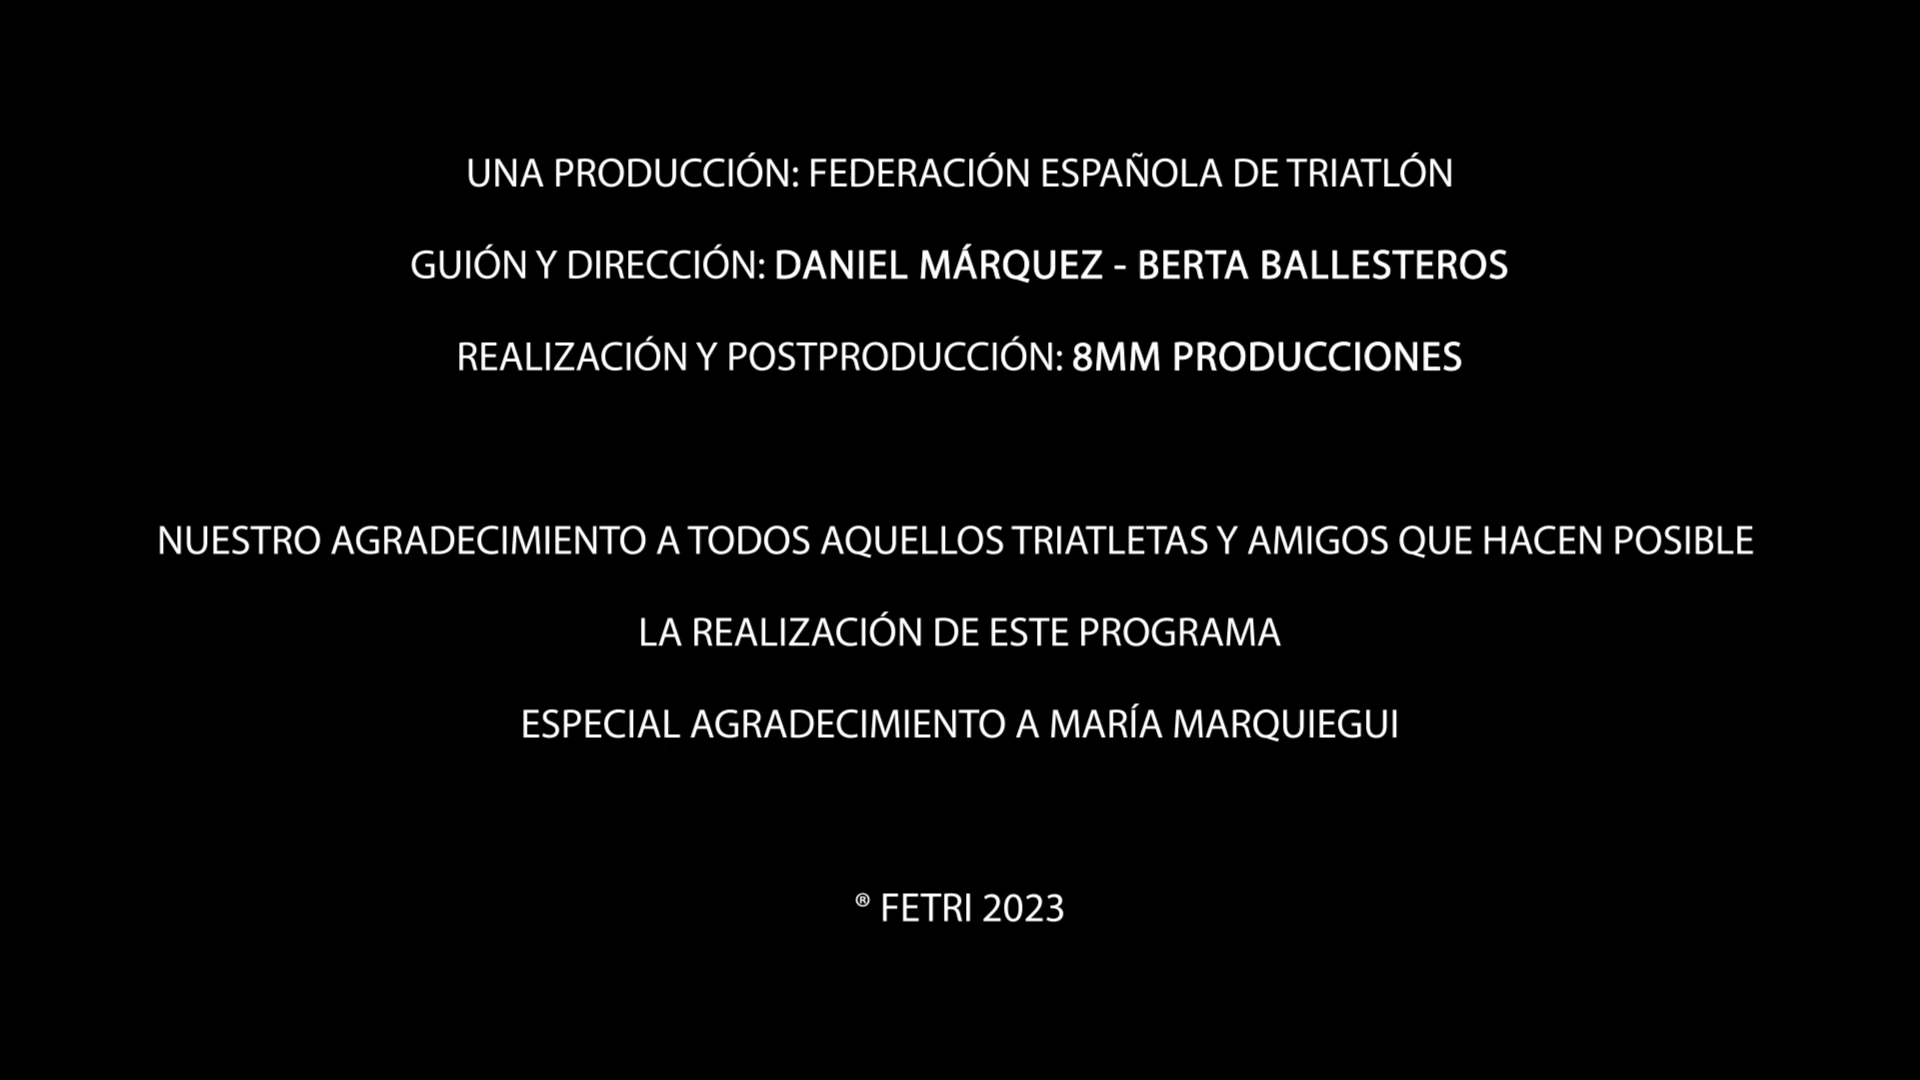 UNA PRODUCCIÓN: FEDERACIÓN ESPAÑOLA DE TRIATLÓN
GUIÓN Y DIRECCIÓN: DANIEL MÁRQUEZ - BERTA BALLESTEROS
REALIZACIÓN Y POSTPRODUCCIÓN: 8MM PRODUCCIONES
NUESTRO AGRADECIMIENTO A TODOS AQUELLOS TRIATLETAS Y AMIGOS QUE HACEN POSIBLE
LA REALIZACIÓN DE ESTE PROGRAMA
ESPECIAL AGRADECIMIENTO A MARÍA MARQUIEGUI
® FETRI 2023